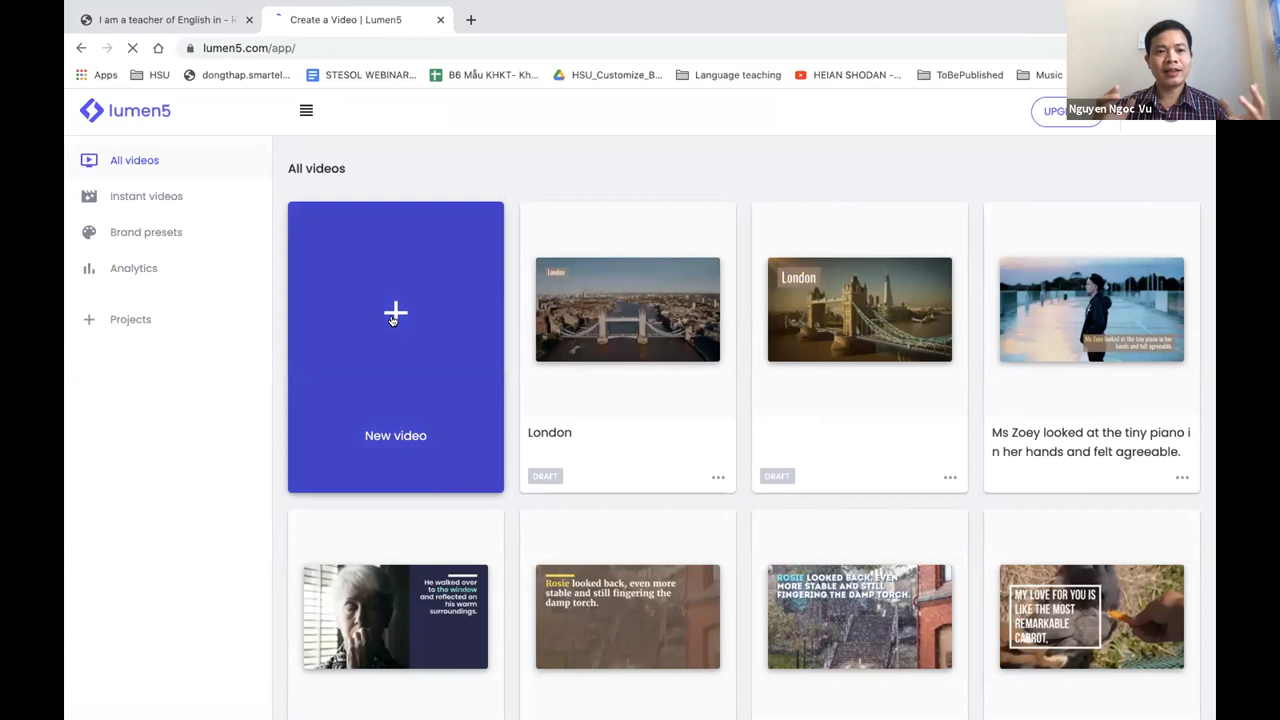 I am a teacher of English in -
Create a Video | Lumen5
lumen5.com/app/
Apps
HSU
dongthap.smartel...
STESOL WEBINAR...
B6 Mẫu KHKT- Kh...
HSU_Customize_B...
Language teaching
HEIAN SHODAN -...
ToBePublished
Music
Nguyen Ngoc Vu
lumen5
UPG
All videos
Instant videos
Brand presets
Analytics
Projects
All videos
New video
London
London
DRAFT
London
DRAFT
Ms Zoey looked at the tiny piano in
her hands and felt agreeable.
Ms Zoey looked at the tiny piano i
n her hands and felt agreeable.
He walked over
to the window
and reflected on
his warm
surroundings.
Rosie looked back, even more
stable and still fingering the
damp torch.
ROSIE LOOKED BACK, EVEN
MORE STABLE AND STILL
FINGERING THE DAMP TORCH.
MY LOVE FOR YOU IS
LIKE THE MOST
REMARKABLE
CARROT,